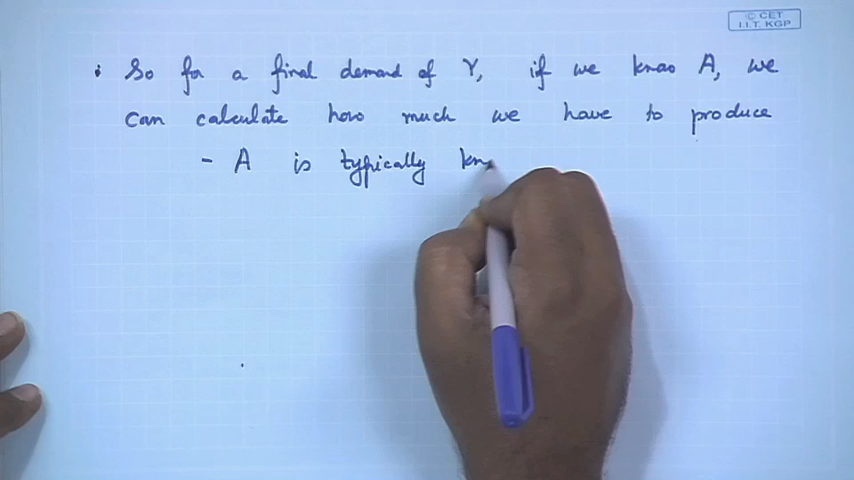 © CET
I.I.T. KGP
So for a final demand of Y, if we know A, we
can calculate how much we have to produce
- A is typically kn